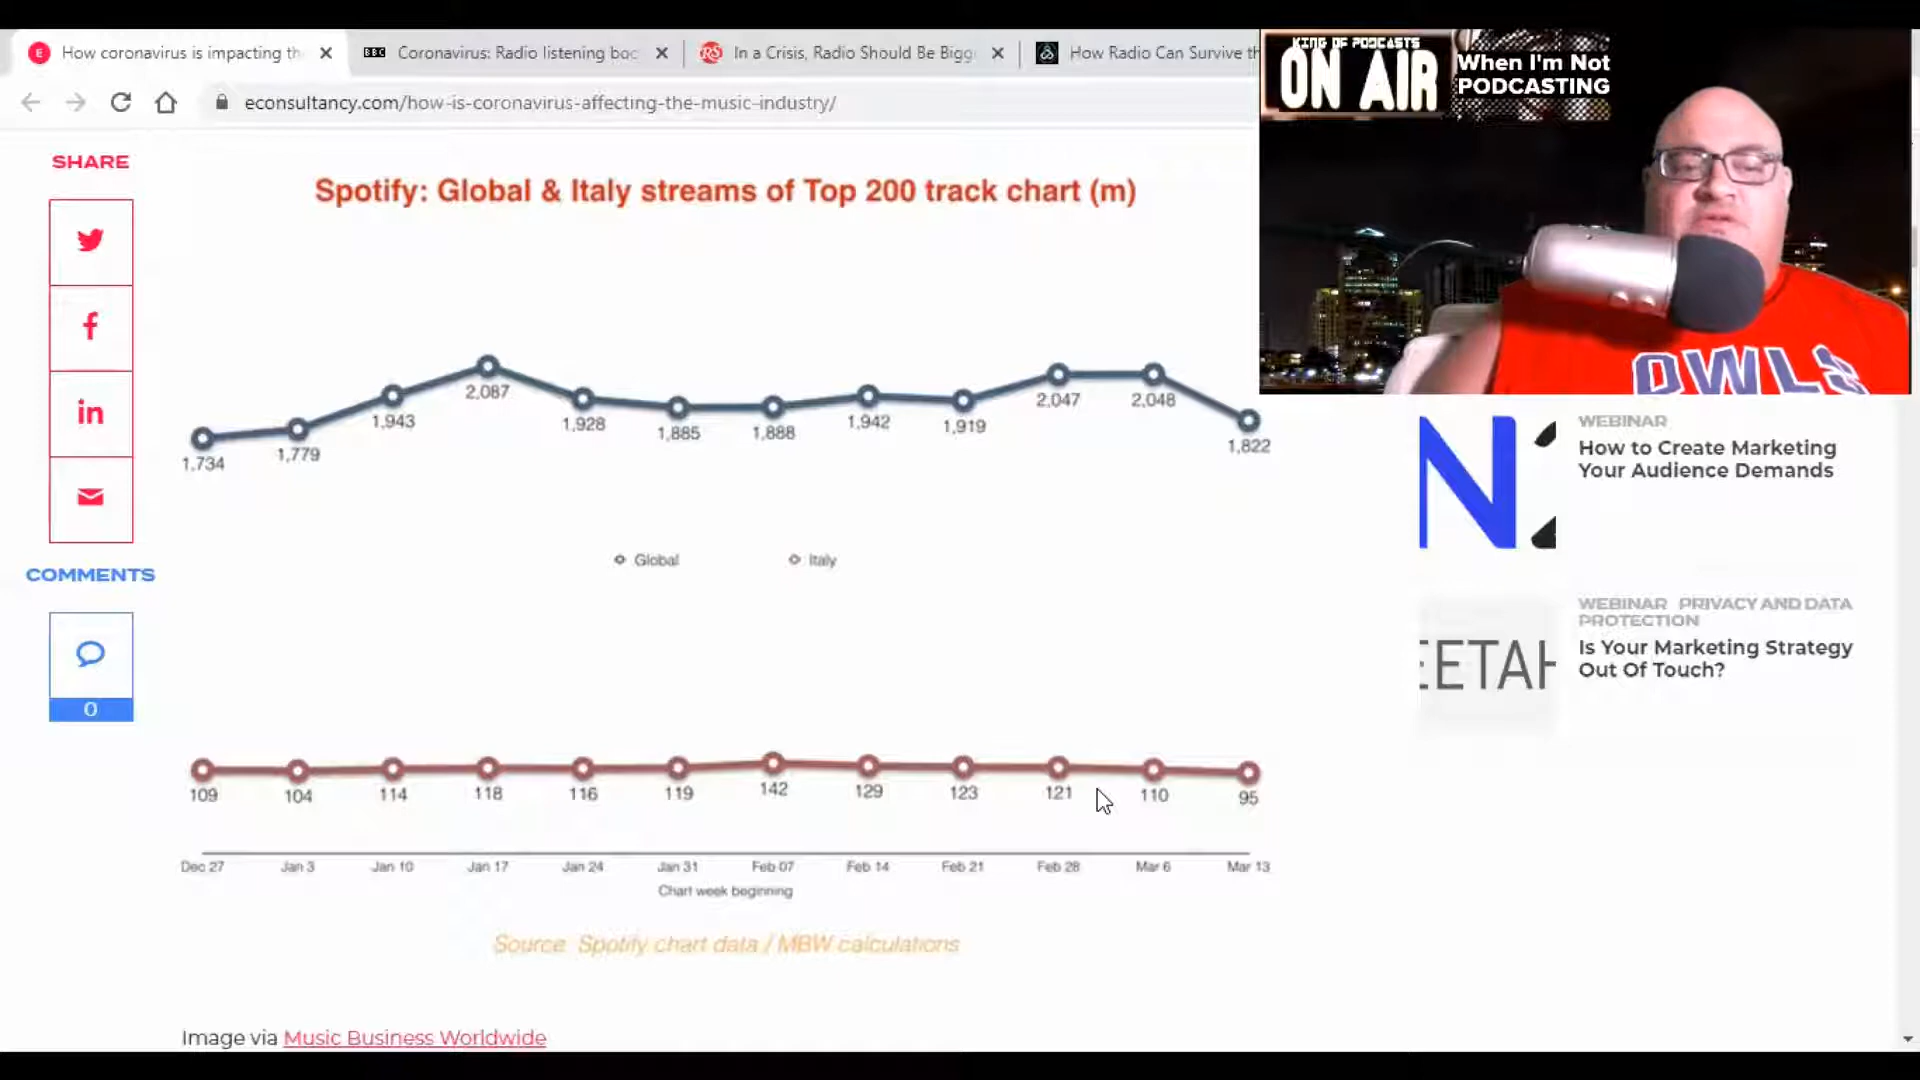 How coronavirus is impacting th
BBC
Coronavirus: Radio listening boo
RS
In a Crisis, Radio Should Be Bigg
How Radio Can Survive th
econsultancy.com/how-is-coronavirus-affecting-the-music-industry/
KING OF PODCASTS
ON AIR
When I'm Not
PODCASTING
OWLS
SHARE
f
in
COMMENTS
0
Spotify: Global & Italy streams of Top 200 track chart (m)
1,734
1,779
1,943
2,087
1,928
1,885
1,888
1,942
1,919
2,047
2,048
1,822
Global
Italy
109
104
114
118
116
119
142
129
123
121
110
95
Dec 27
Jan 3
Jan 10
Jan 17
Jan 24
Jan 31
Feb 07
Feb 14
Feb 21
Feb 28
Mar 6
Mar 13
Chart week beginning
Source: Spotify chart data / MBW calculations
Image via Music Business Worldwide
WEBINAR
How to Create Marketing
Your Audience Demands
WEBINAR PRIVACY AND DATA
PROTECTION
EETAH
Is Your Marketing Strategy
Out Of Touch?